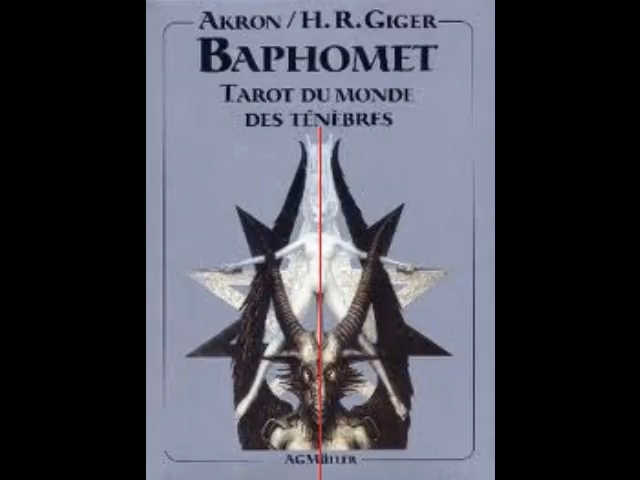 AKRON / H. R. GIGER
BAPHOMET
TAROT DU MONDE
DES TÉNÈBRES
AGMÜLLER